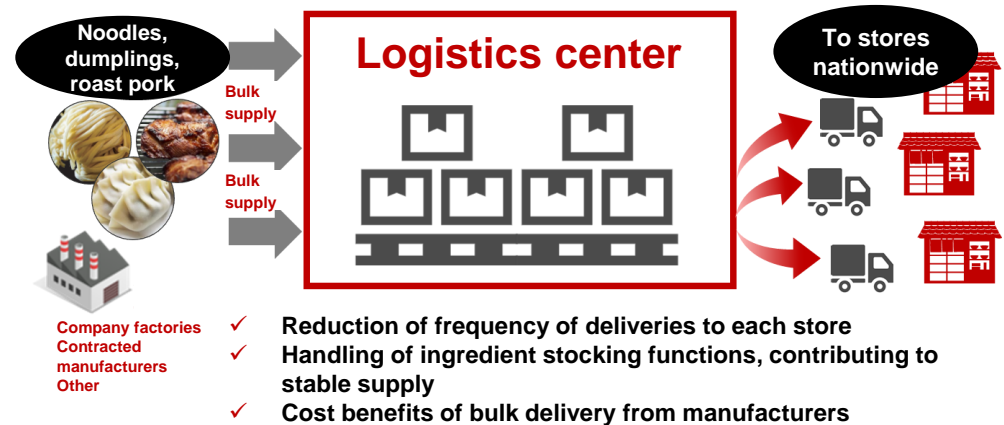 Noodles,
dumplings,
roast pork
Bulk
supply
Bulk
supply
Logistics center
To stores
nationwide
Company factories
Contracted
manufacturers
Other
✓ Reduction of frequency of deliveries to each store
✓ Handling of ingredient stocking functions, contributing to
stable supply
✓ Cost benefits of bulk delivery from manufacturers